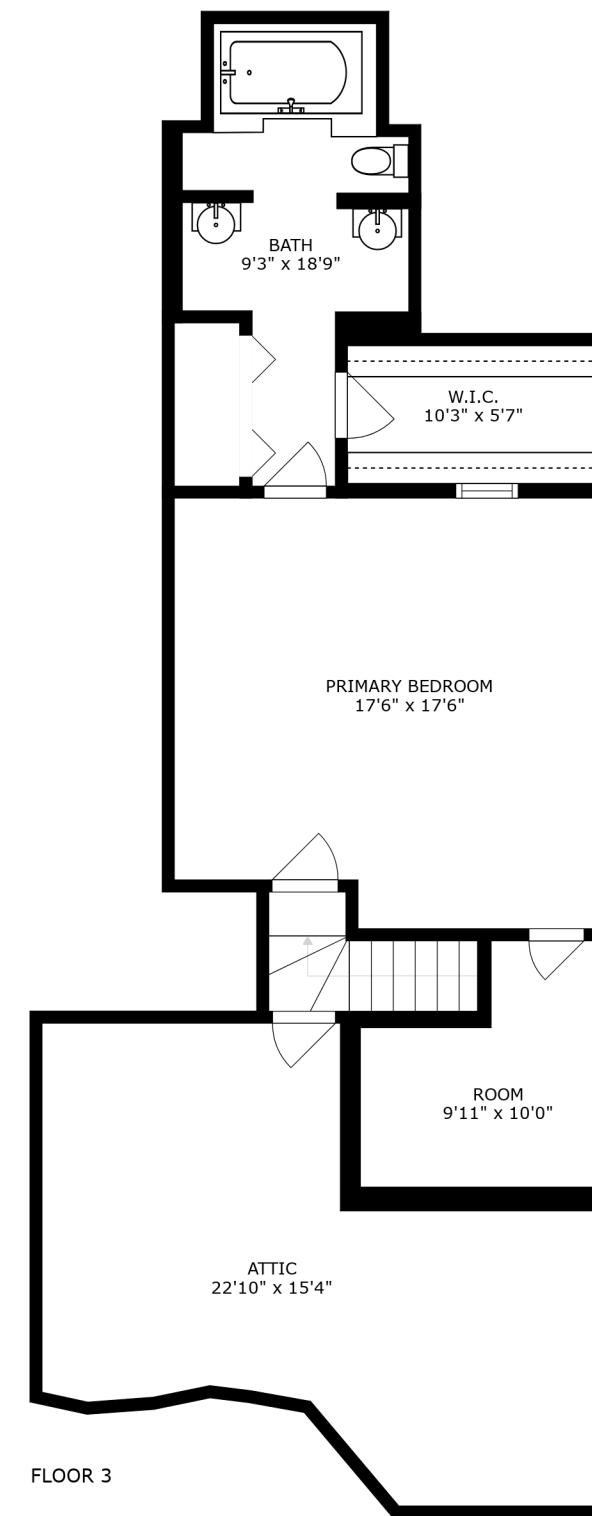 BATH
9'3" x 18'9"
W.I.C.
10'3" x 5'7"
PRIMARY BEDROOM
17'6" x 17'6"
ROOM
9'11" x 10'0"
ATTIC
22'10" x 15'4"
FLOOR 3